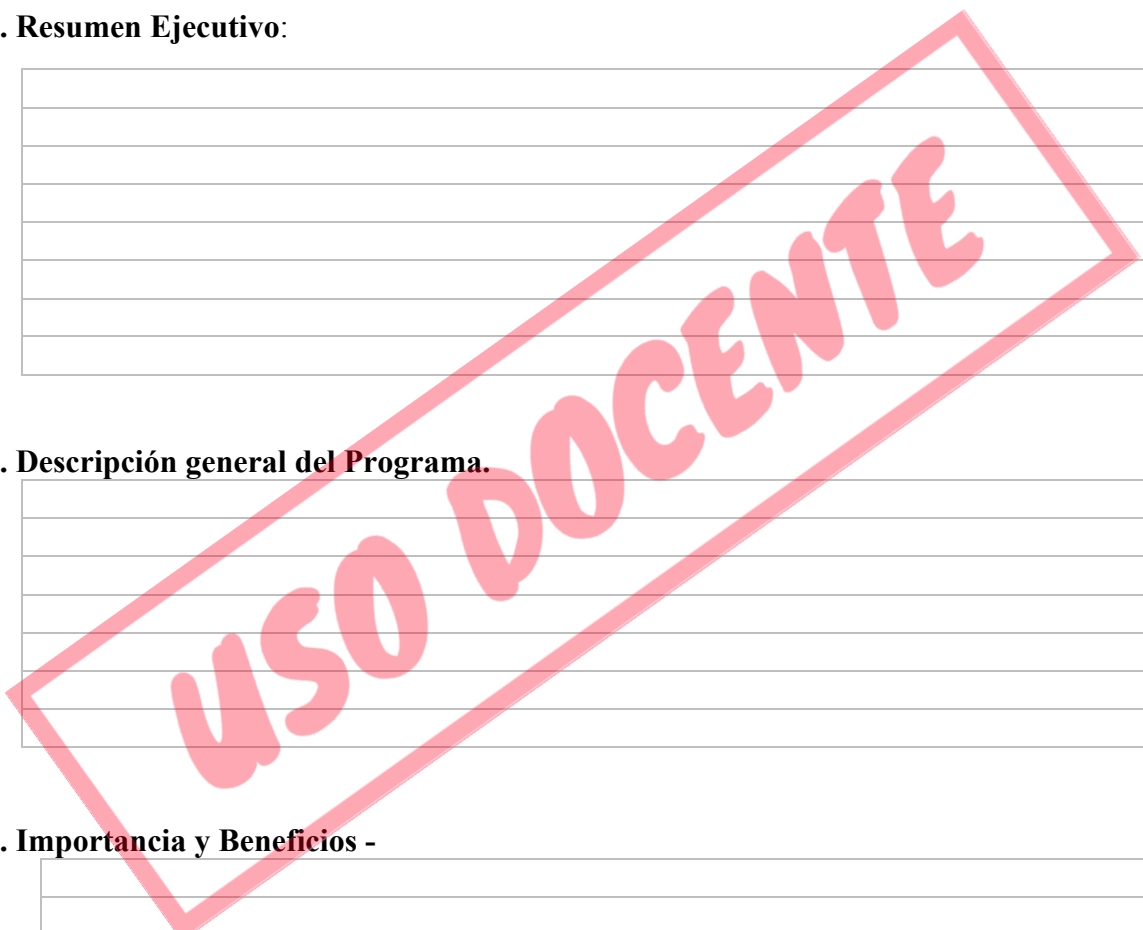 . Resumen Ejecutivo:
. Descripción general del Programa.
USO DOCENTE
. Importancia y Beneficios -